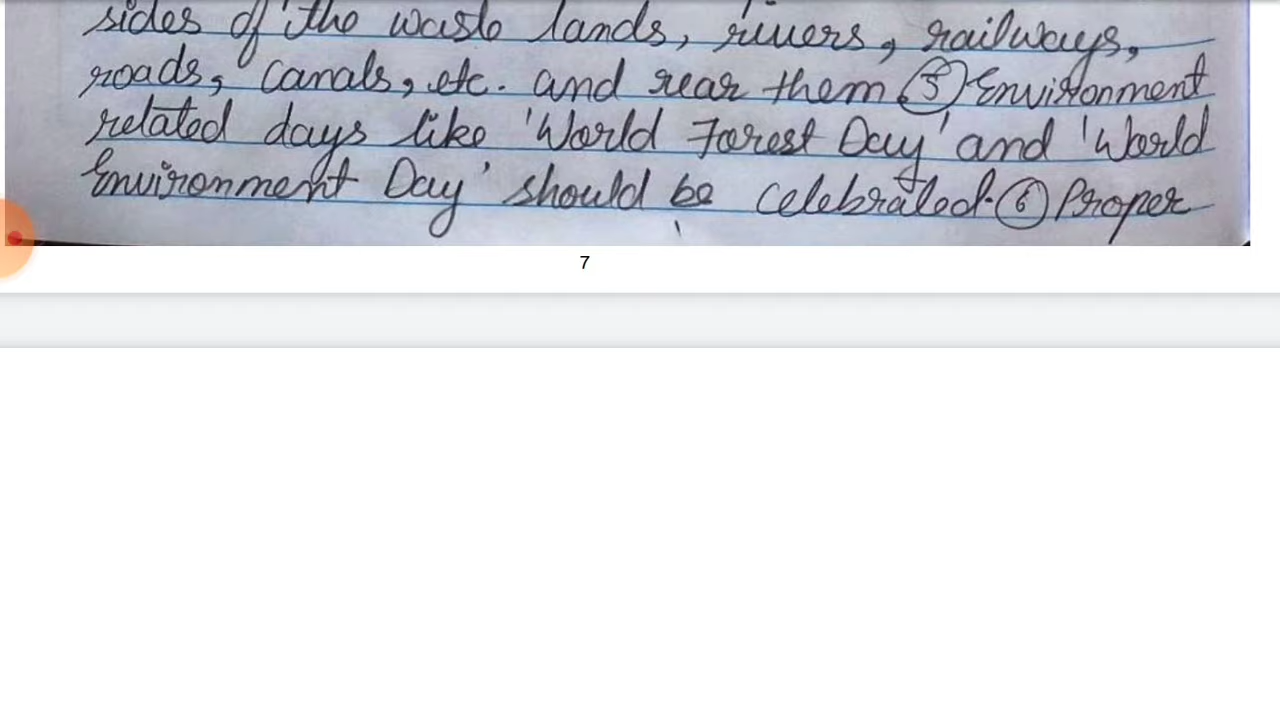 sides of the waste lands, rivers, railways,
roads, canals, etc. and rear them ⑤ Environment
related days like 'World Forest Day' and 'World
Environment Day' should be celebrated. ⑥ Proper
7